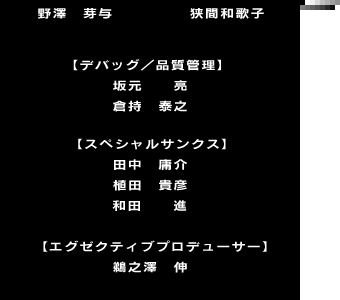 野澤　芽与　　　　　狭間和歌子
【デバッグ／品質管理】
坂元　　亮
倉持　泰之
【スペシャルサンクス】
田中　庸介
植田　貴彦
和田　　進
【エグゼクティブプロデューサー】
鵜之澤　伸